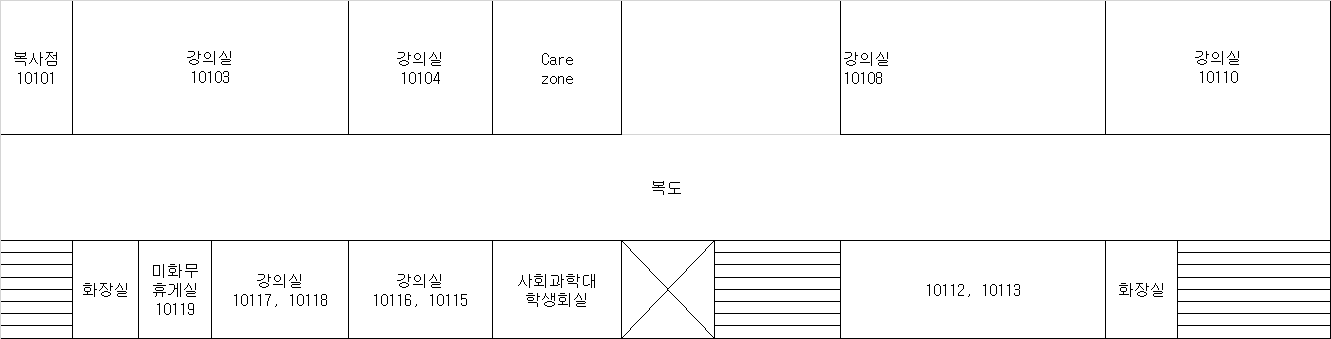 복사점
10101
강의실
10103
강의실
10104
Care
zone
강의실
10108
강의실
10110
복도
화장실
미화무
휴게실
10119
강의실
10117, 10118
강의실
10116, 10115
사회과학대
학생회실
10112, 10113
화장실